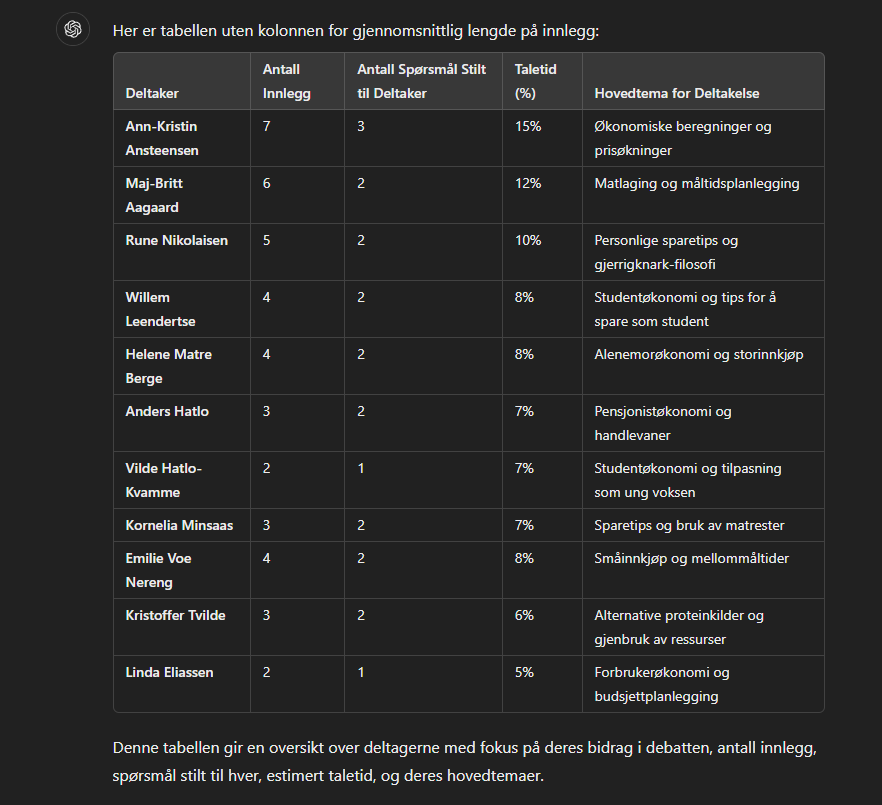 Her er tabellen uten kolonnen for gjennomsnittlig lengde på innlegg:
Deltaker | Antall Innlegg | Antall Spørsmål Stilt til Deltaker | Taletid (%) | Hovedtema for Deltakelse
Ann-Kristin Ansteensen | 7 | 3 | 15% | Økonomiske beregninger og prisøkninger
Maj-Britt Aagaard | 6 | 2 | 12% | Matlaging og måltidsplanlegging
Rune Nikolaisen | 5 | 2 | 10% | Personlige sparetips og gjerrigknark-filosofi
Willem Leendertse | 4 | 2 | 8% | Studentøkonomi og tips for å spare som student
Helene Matre Berge | 4 | 2 | 8% | Alenemorøkonomi og storinnkjøp
Anders Hatlo | 3 | 2 | 7% | Pensjonistøkonomi og handlevaner
Vilde Hatlo-Kvamme | 2 | 1 | 7% | Studentøkonomi og tilpasning som ung voksen
Kornelia Minsaas | 3 | 2 | 7% | Sparetips og bruk av matrester
Emilie Voe Nereng | 4 | 2 | 8% | Småinnkjøp og mellommåltider
Kristoffer Tvilde | 3 | 2 | 6% | Alternative proteinkilder og gjenbruk av ressurser
Linda Eliassen | 2 | 1 | 5% | Forbrukerøkonomi og budsjettplanlegging
Denne tabellen gir en oversikt over deltagerne med fokus på deres bidrag i debatten, antall innlegg,
spørsmål stilt til hver, estimert taletid, og deres hovedtemaer.